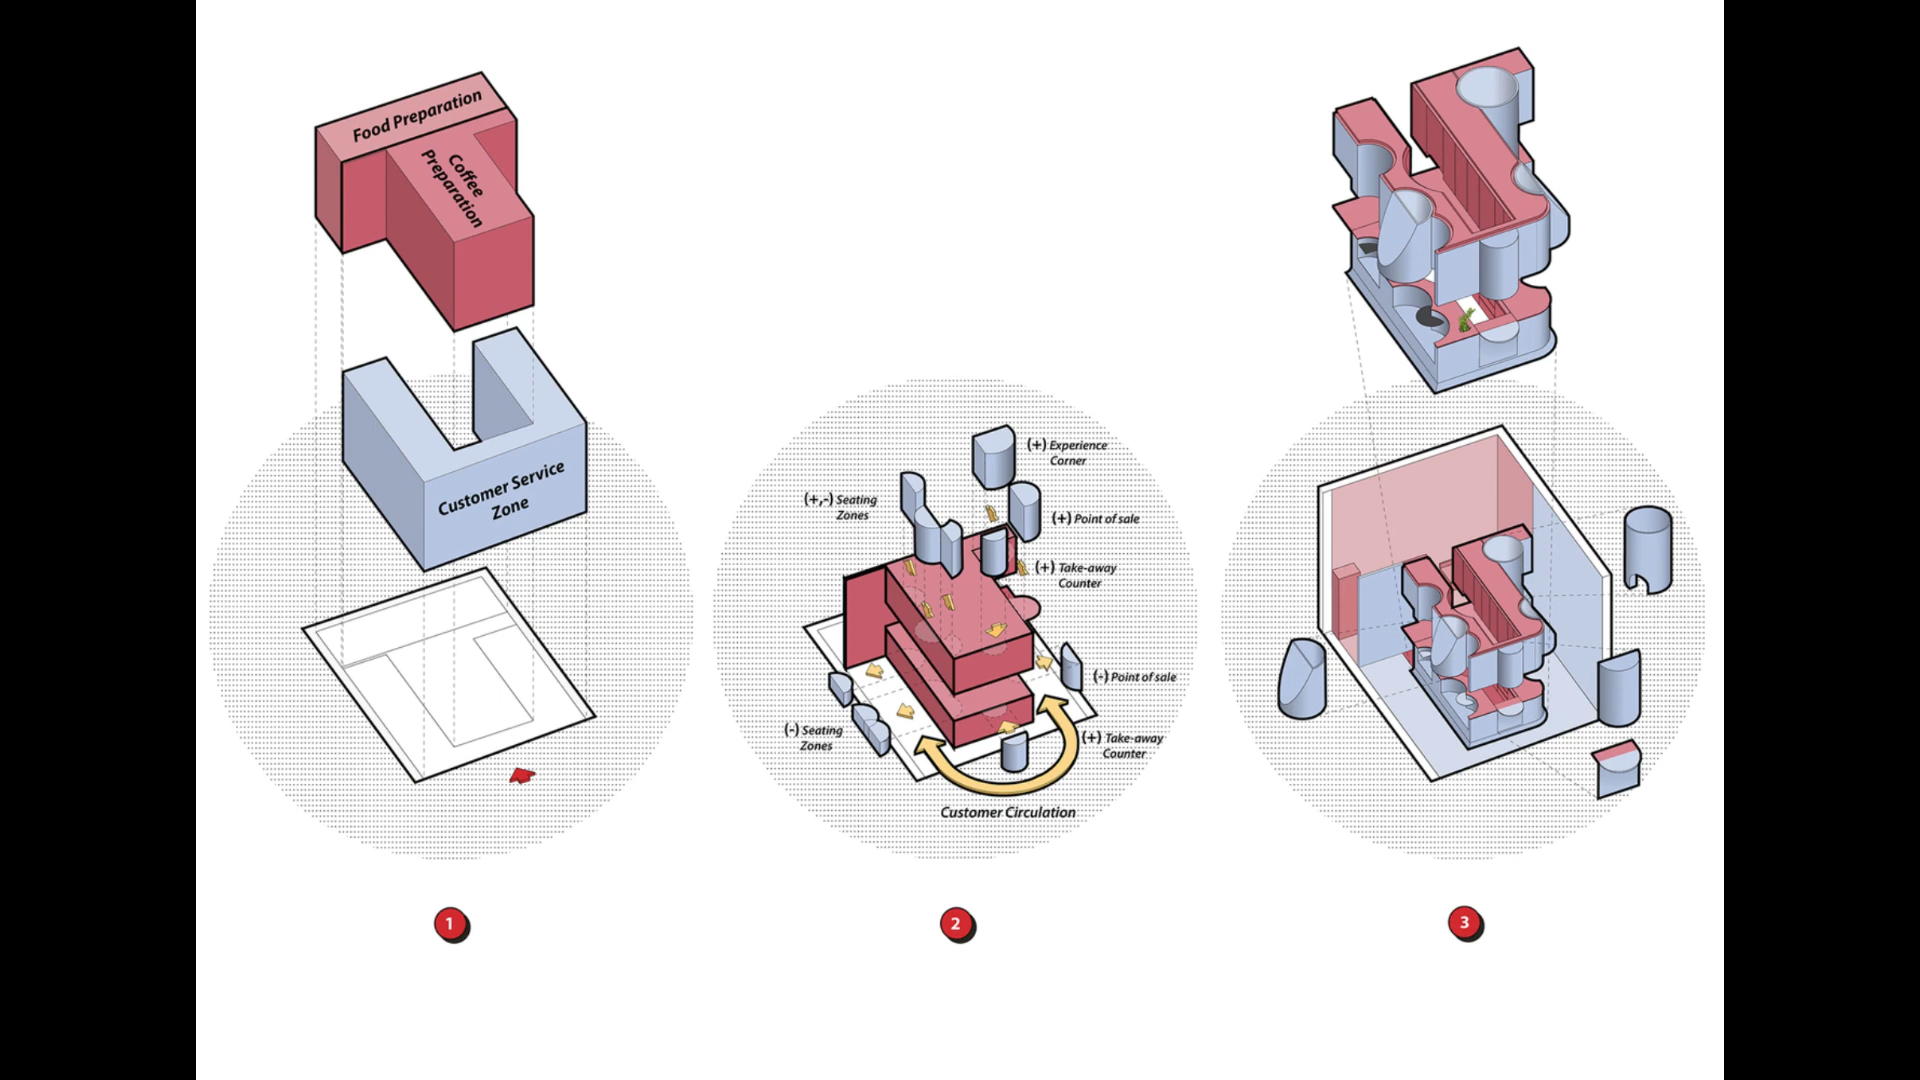 Food Preparation
Coffee
Preparation
Customer Service
Zone
1
(+) Experience
Corner
(+,-) Seating
Zones
(+) Point of sale
(+) Take-away
Counter
(-) Point of sale
(-) Seating
Zones
(+) Take-away
Counter
Customer Circulation
2
3